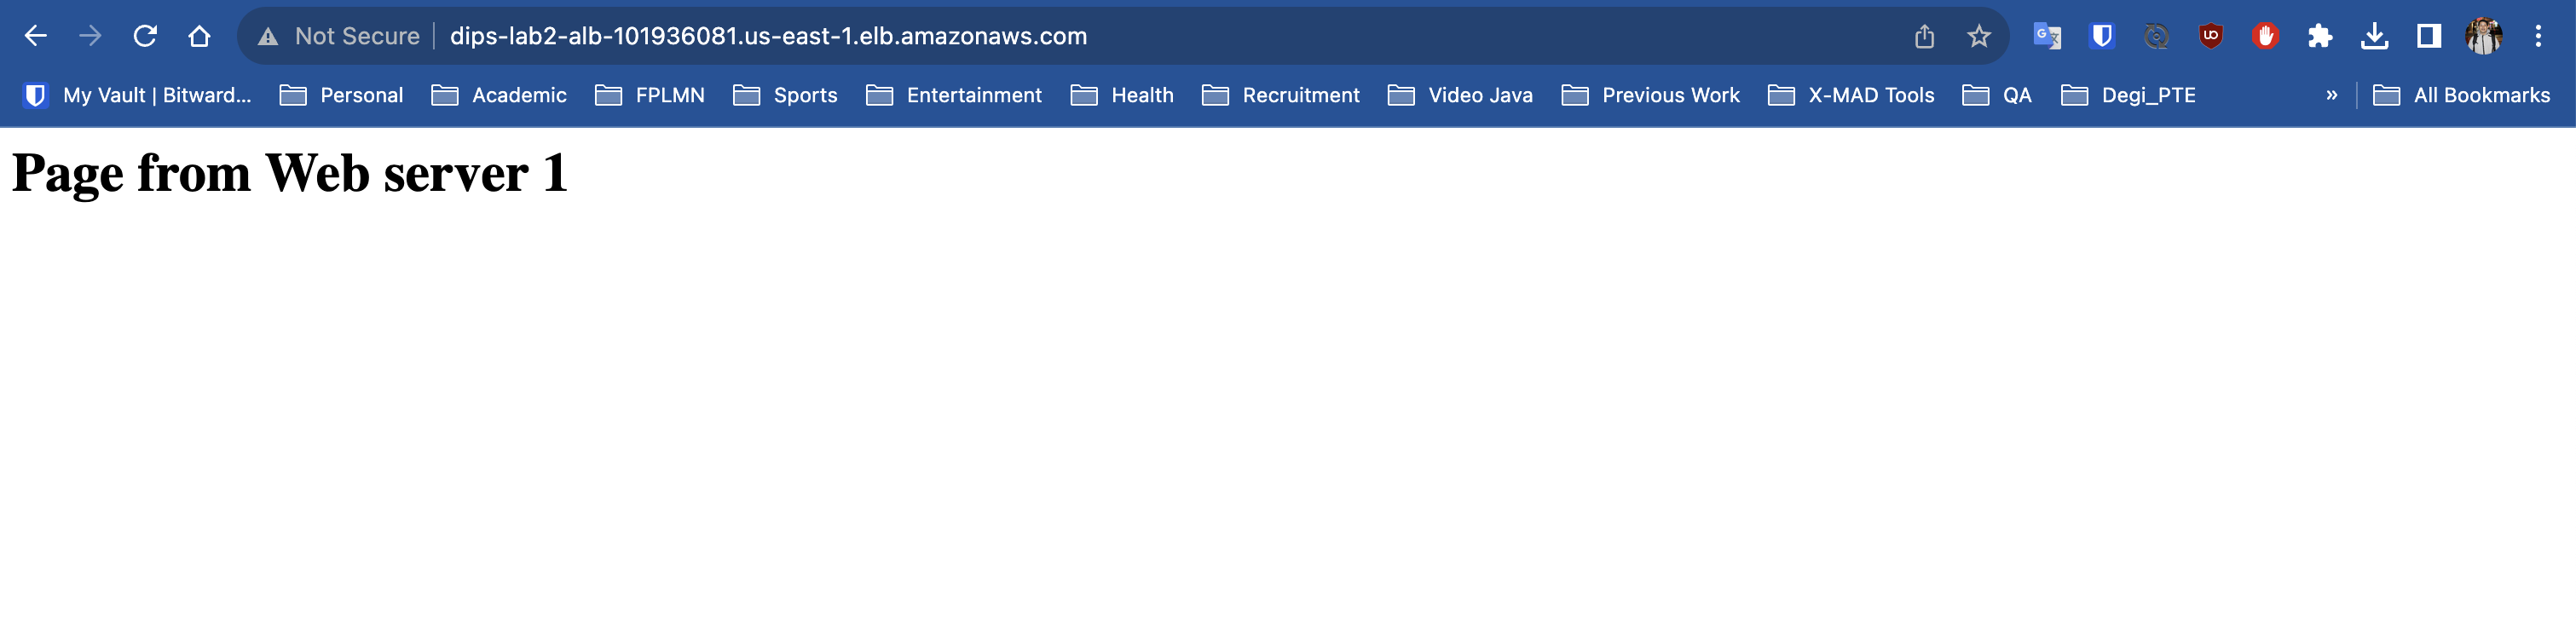 Not Secure dips-lab2-alb-101936081.us-east-1.elb.amazonaws.com
My Vault | Bitward... Personal Academic FPLMN Sports Entertainment Health Recruitment Video Java Previous Work X-MAD Tools QA Degi_PTE » All Bookmarks
Page from Web server 1